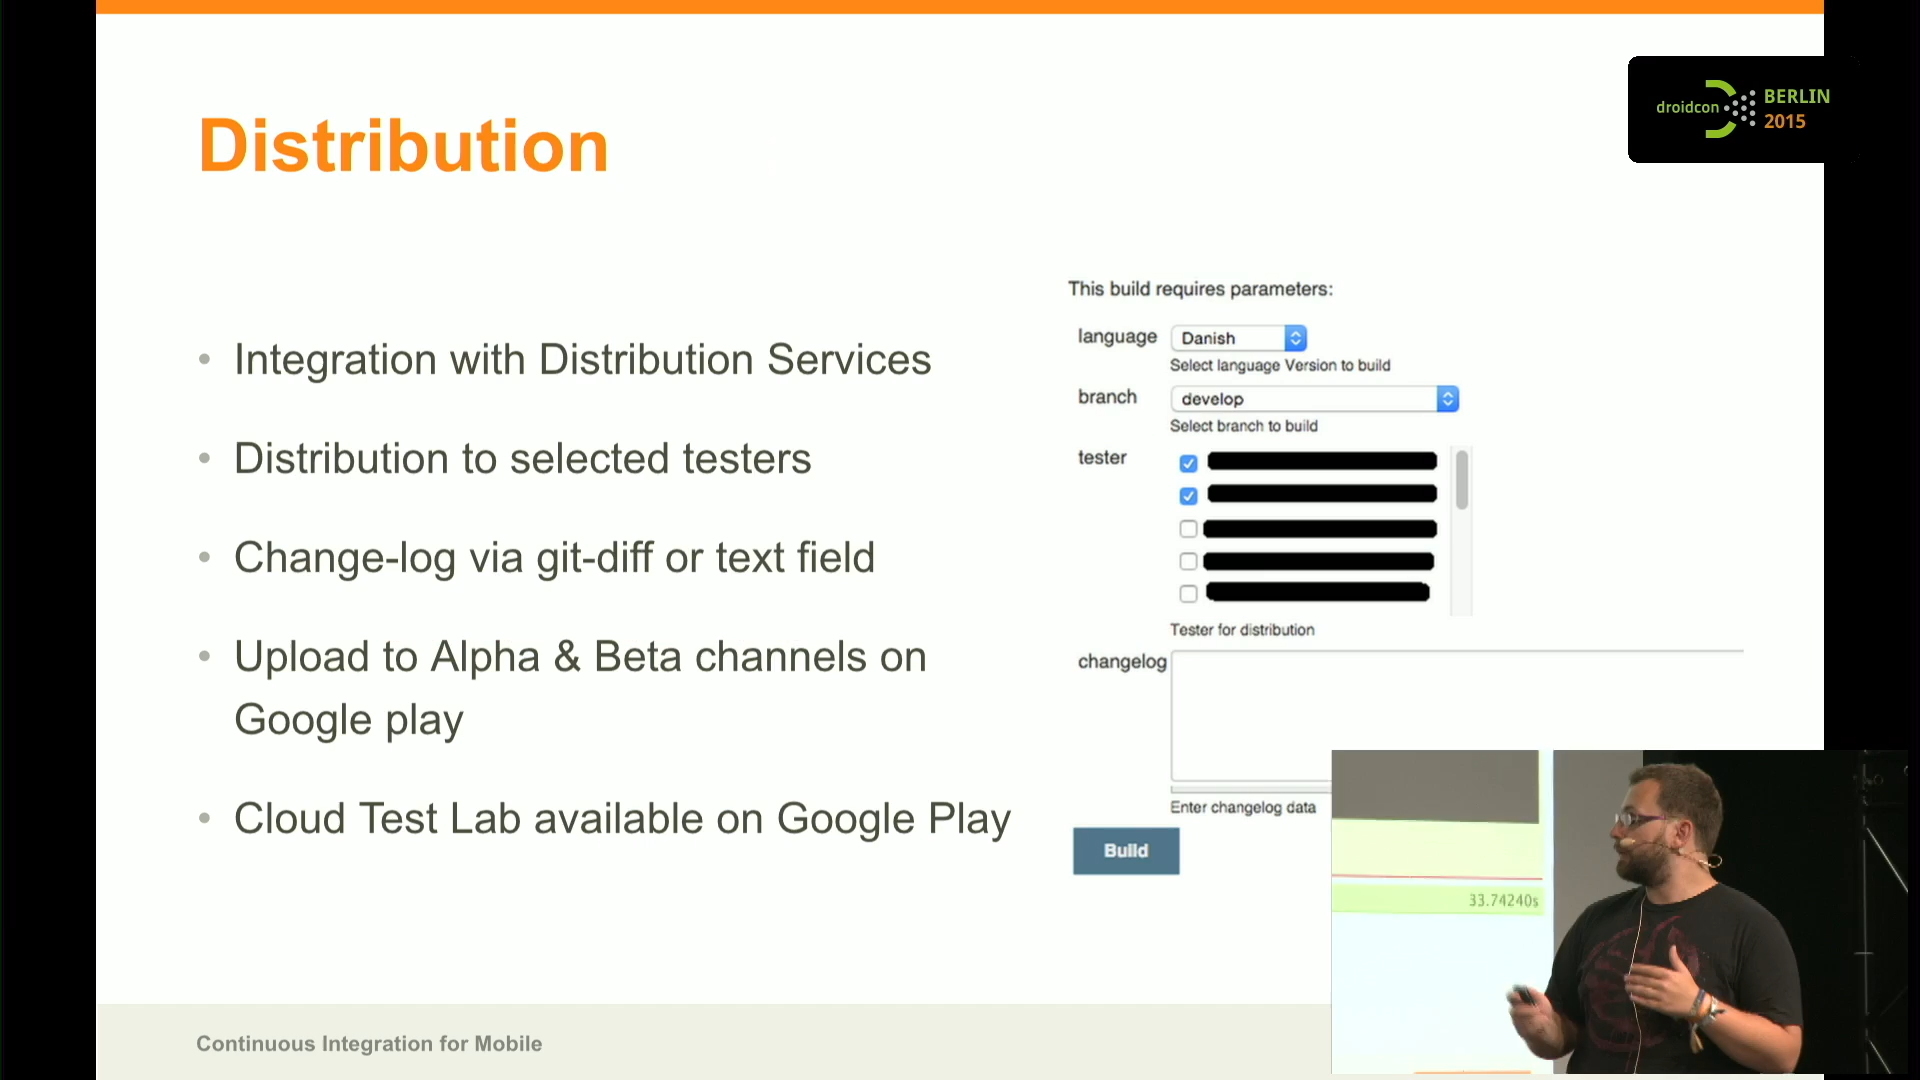 droidcon
BERLIN
2015
Distribution
• Integration with Distribution Services
• Distribution to selected testers
• Change-log via git-diff or text field
• Upload to Alpha & Beta channels on
Google play
• Cloud Test Lab available on Google Play
This build requires parameters:
language Danish
Select language Version to build
branch develop
Select branch to build
tester
Tester for distribution
changelog
Enter changelog data
Build
33.74240s
Continuous Integration for Mobile